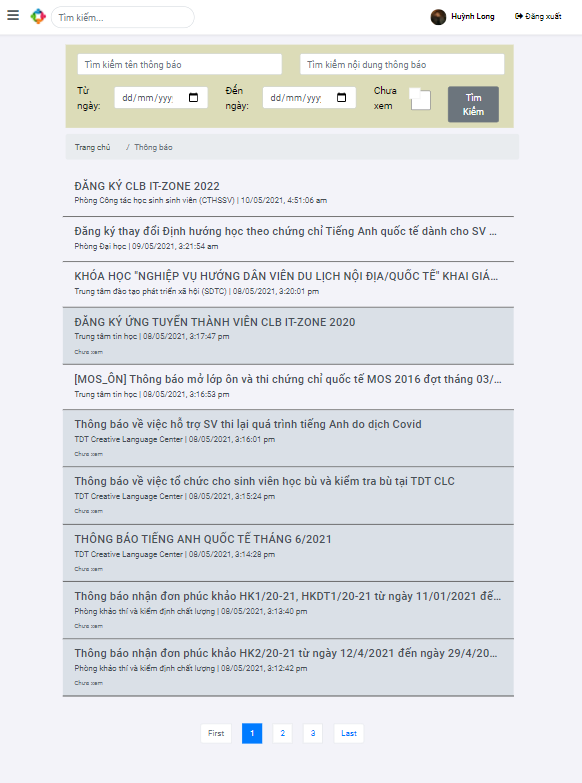 Tìm kiếm...
Huỳnh Long
Đăng xuất
Tìm kiếm tên thông báo
Tìm kiếm nội dung thông báo
Từ ngày:
dd/mm/yyy
Đến ngày:
dd/mm/yyy
Chưa xem
Tìm Kiếm
Trang chủ / Thông báo
ĐĂNG KÝ CLB IT-ZONE 2022
Phòng Công tác học sinh sinh viên (CTHSSV) | 10/05/2021, 4:51:06 am
Đăng ký thay đổi Định hướng học theo chứng chỉ Tiếng Anh quốc tế dành cho SV ...
Phòng Đại học | 09/05/2021, 3:21:54 am
KHÓA HỌC "NGHIỆP VỤ HƯỚNG DẪN VIÊN DU LỊCH NỘI ĐỊA/QUỐC TẾ" KHAI GIÁ...
Trung tâm đào tạo phát triển xã hội (SDTC) | 08/05/2021, 3:20:01 pm
ĐĂNG KÝ ỨNG TUYỂN THÀNH VIÊN CLB IT-ZONE 2020
Trung tâm tin học | 08/05/2021, 3:17:47 pm
Chưa xem
[MOS_ÔN] Thông báo mở lớp ôn và thi chứng chỉ quốc tế MOS 2016 đợt tháng 03/...
Trung tâm tin học | 08/05/2021, 3:16:53 pm
Thông báo về việc hỗ trợ SV thi lại quá trình tiếng Anh do dịch Covid
TDT Creative Language Center | 08/05/2021, 3:16:01 pm
Chưa xem
Thông báo về việc tổ chức cho sinh viên học bù và kiểm tra bù tại TDT CLC
TDT Creative Language Center | 08/05/2021, 3:15:24 pm
Chưa xem
THÔNG BÁO TIẾNG ANH QUỐC TẾ THÁNG 6/2021
TDT Creative Language Center | 08/05/2021, 3:14:28 pm
Chưa xem
Thông báo nhận đơn phúc khảo HK1/20-21, HKDT1/20-21 từ ngày 11/01/2021 đế...
Phòng khảo thí và kiểm định chất lượng | 08/05/2021, 3:13:40 pm
Chưa xem
Thông báo nhận đơn phúc khảo HK2/20-21 từ ngày 12/4/2021 đến ngày 29/4/20...
Phòng khảo thí và kiểm định chất lượng | 08/05/2021, 3:12:42 pm
Chưa xem
First 1 2 3 Last